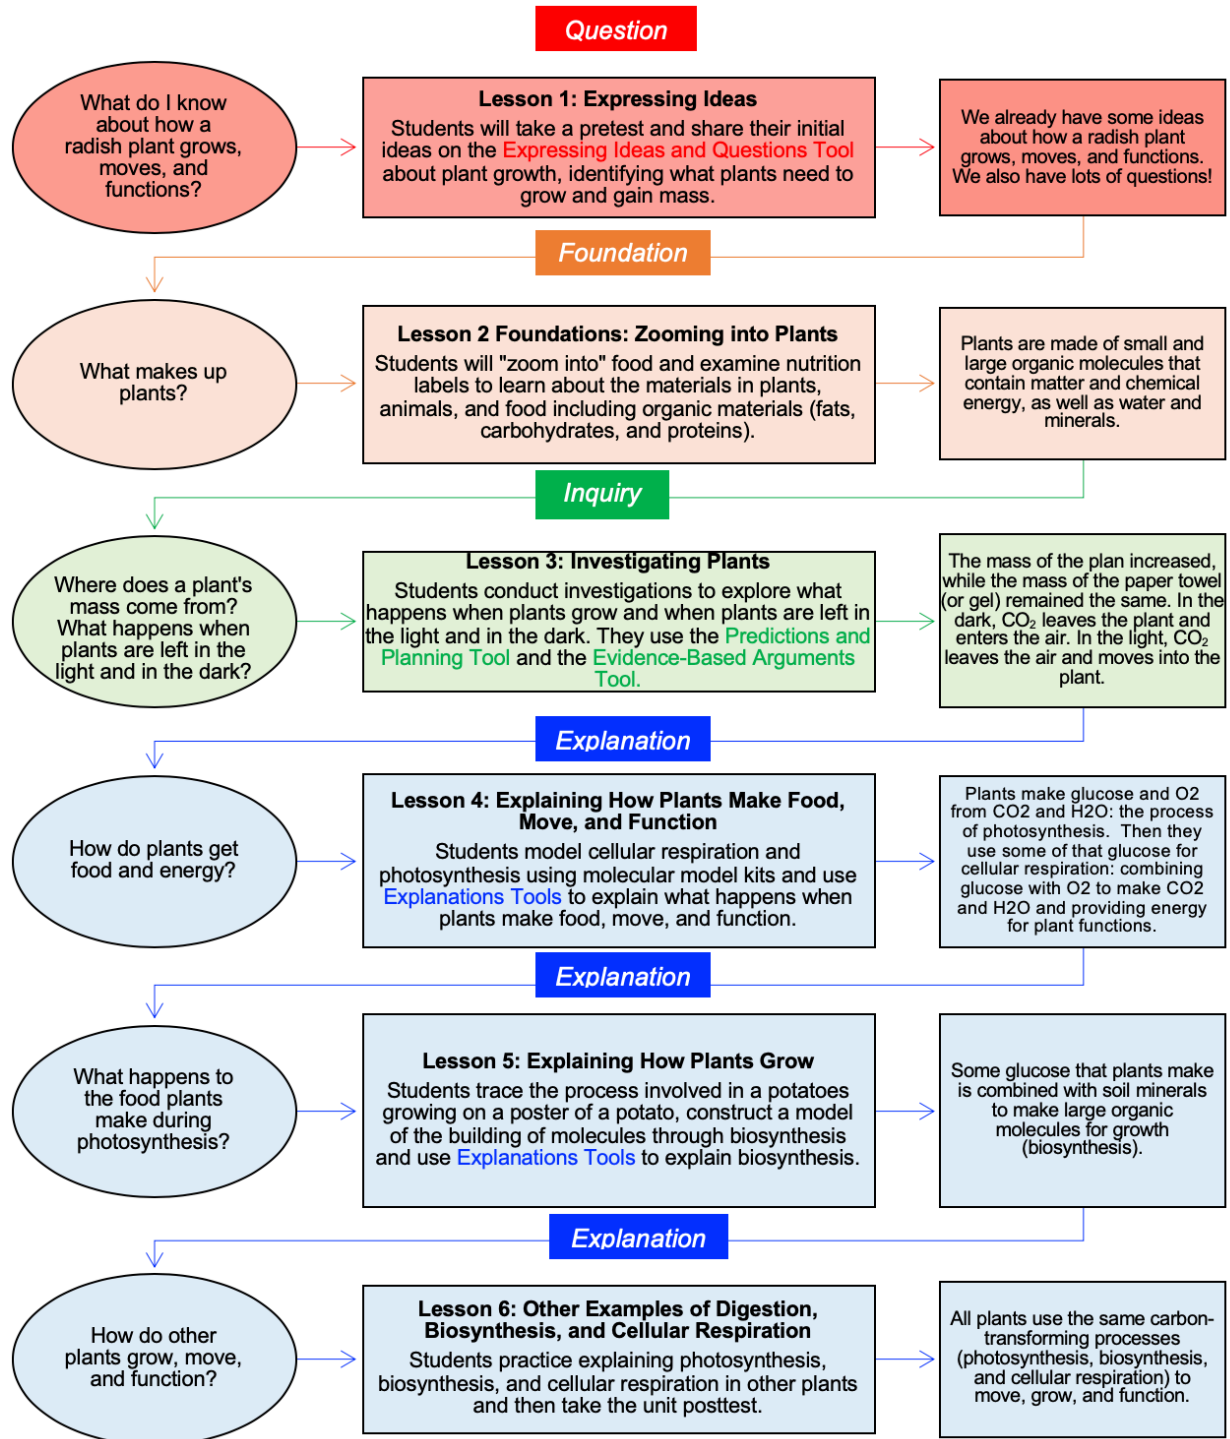 Question
What do I know
about how a
radish plant grows,
moves, and
functions?
Lesson 1: Expressing Ideas
Students will take a pretest and share their initial
ideas on the Expressing Ideas and Questions Tool
about plant growth, identifying what plants need to
grow and gain mass.
We already have some ideas
about how a radish plant
grows, moves, and functions.
We also have lots of questions!
Foundation
What makes up
plants?
Lesson 2 Foundations: Zooming into Plants
Students will "zoom into" food and examine nutrition
labels to learn about the materials in plants,
animals, and food including organic materials (fats,
carbohydrates, and proteins).
Plants are made of small and
large organic molecules that
contain matter and chemical
energy, as well as water and
minerals.
Inquiry
Where does a plant's
mass come from?
What happens when
plants are left in the
light and in the dark?
Lesson 3: Investigating Plants
Students conduct investigations to explore what
happens when plants grow and when plants are left in
the light and in the dark. They use the Predictions and
Planning Tool and the Evidence-Based Arguments
Tool.
The mass of the plan increased,
while the mass of the paper towel
(or gel) remained the same. In the
dark, CO₂ leaves the plant and
enters the air. In the light, CO₂
leaves the air and moves into the
plant.
Explanation
How do plants get
food and energy?
Lesson 4: Explaining How Plants Make Food,
Move, and Function
Students model cellular respiration and
photosynthesis using molecular model kits and use
Explanations Tools to explain what happens when
plants make food, move, and function.
Plants make glucose and O2
from CO2 and H2O: the process
of photosynthesis. Then they
use some of that glucose for
cellular respiration: combining
glucose with O2 to make CO2
and H2O and providing energy
for plant functions.
Explanation
What happens to
the food plants
make during
photosynthesis?
Lesson 5: Explaining How Plants Grow
Students trace the process involved in a potatoes
growing on a poster of a potato, construct a model
of the building of molecules through biosynthesis
and use Explanations Tools to explain biosynthesis.
Some glucose that plants make
is combined with soil minerals
to make large organic
molecules for growth
(biosynthesis).
Explanation
How do other
plants grow, move,
and function?
Lesson 6: Other Examples of Digestion,
Biosynthesis, and Cellular Respiration
Students practice explaining photosynthesis,
biosynthesis, and cellular respiration in other plants
and then take the unit posttest.
All plants use the same carbon-
transforming processes
(photosynthesis, biosynthesis,
and cellular respiration) to
move, grow, and function.